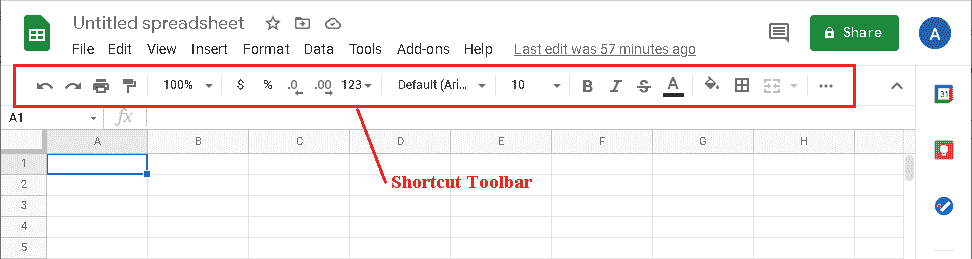 Untitled spreadsheet
File Edit View Insert Format Data Tools Add-ons Help Last edit was 57 minutes ago
Share
A
100% $ % .0 .00 123 Default (Ari... 10 B I S A ...
A1 fx
31
A B C D E F G H
1
2
3
4
5
Shortcut Toolbar